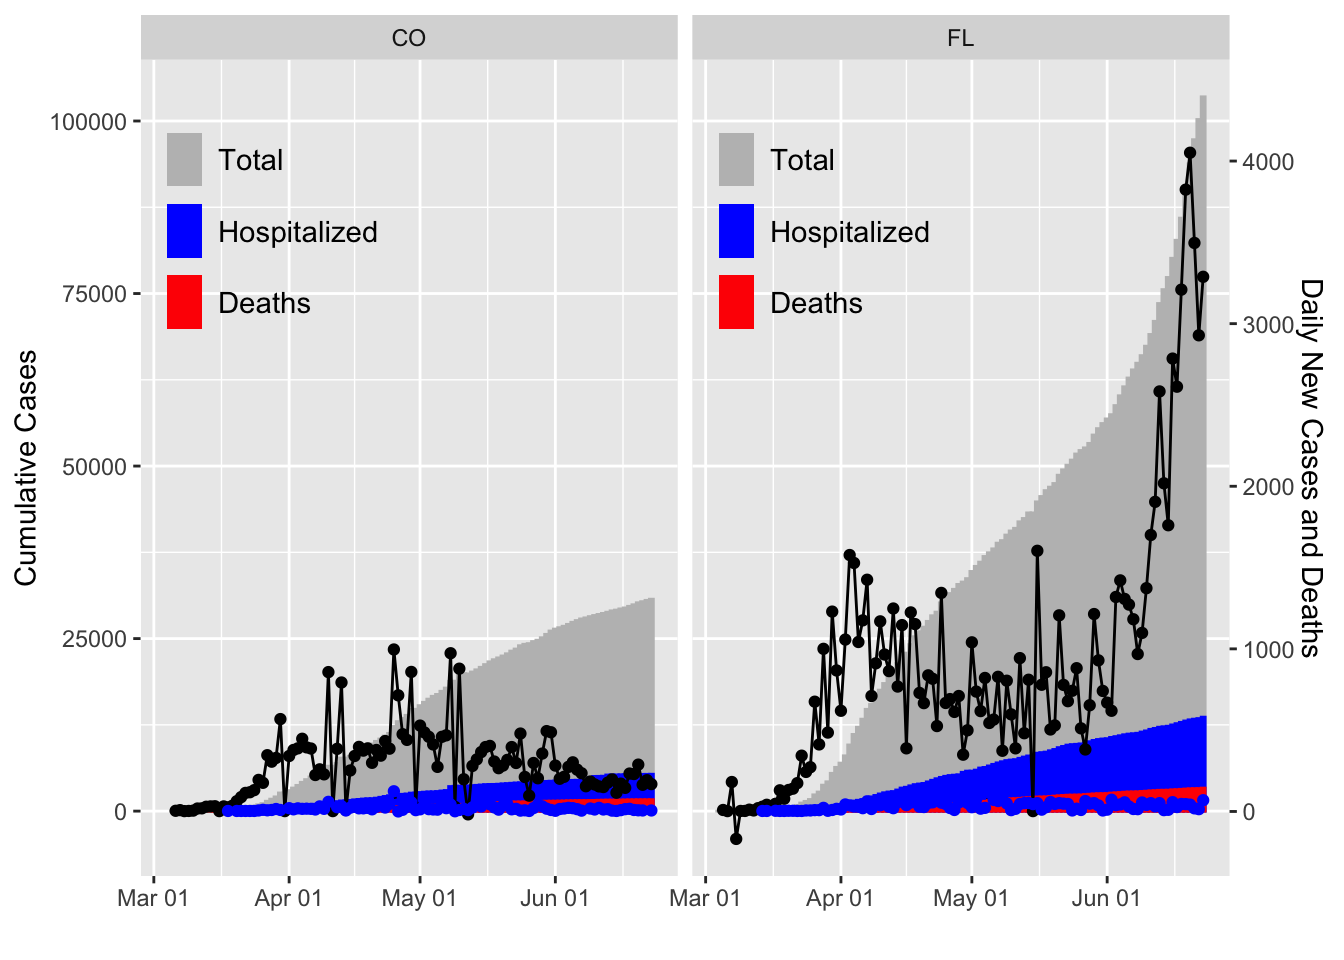 CO
FL
Cumulative Cases
100000
75000
50000
25000
0
Total
Hospitalized
Deaths
Total
Hospitalized
Deaths
4000
3000
2000
1000
0
Daily New Cases and Deaths
Mar 01
Apr 01
May 01
Jun 01
Mar 01
Apr 01
May 01
Jun 01